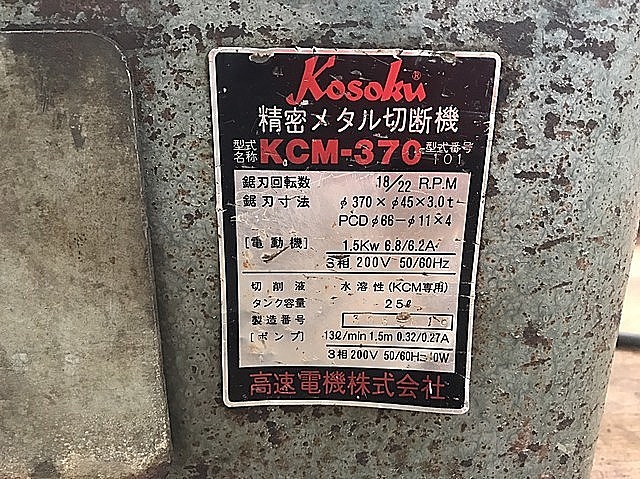 Kosoku®
精密メタル切断機
型式名称 KCM-370 型式番号 101
鋸刃回転数 18/22 R.P.M
鋸刃寸法 φ370×φ45×3.0t
PCDφ66-φ11×4
[電動機] 1.5Kw 6.8/6.2A
3相 200V 50/60Hz
切削液 水溶性(KCM専用)
タンク容量 25ℓ
製造番号
[ポンプ] 13ℓ/min 1.5m 0.32/0.27A
3相 200V 50/60H
高速電機株式会社